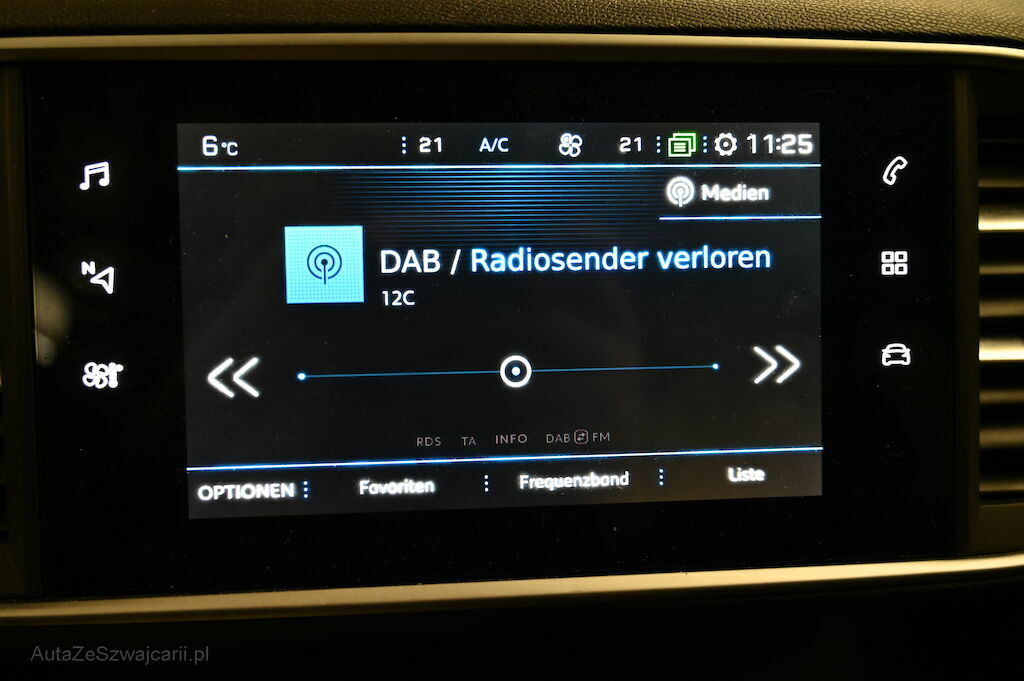 6°C 21 A/C 21 11:25
Medien
DAB / Radiosender verloren
12C
N
RDS TA INFO DAB FM
OPTIONEN Favoriten Frequenzband Liste
AutaZeSzwajcarii.pl